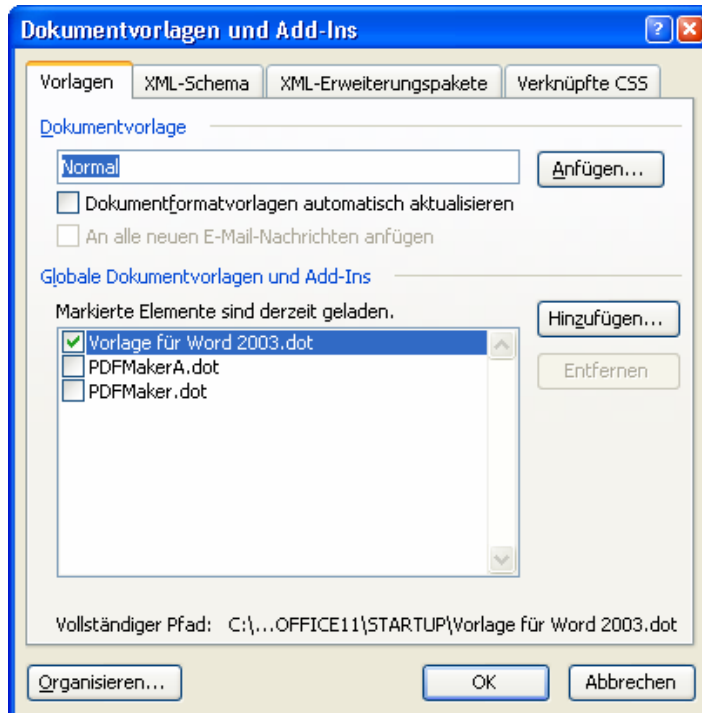 Dokumentvorlagen und Add-Ins
Vorlagen XML-Schema XML-Erweiterungspakete Verknüpfte CSS
Dokumentvorlage
Normal Anfügen...
Dokumentformatvorlagen automatisch aktualisieren
An alle neuen E-Mail-Nachrichten anfügen
Globale Dokumentvorlagen und Add-Ins
Markierte Elemente sind derzeit geladen.
Hinzufügen...
Vorlage für Word 2003.dot
PDFMakerA.dot
Entfernen
PDFMaker.dot
Vollständiger Pfad: C:\...OFFICE11\STARTUP\Vorlage für Word 2003.dot
Organisieren... OK Abbrechen